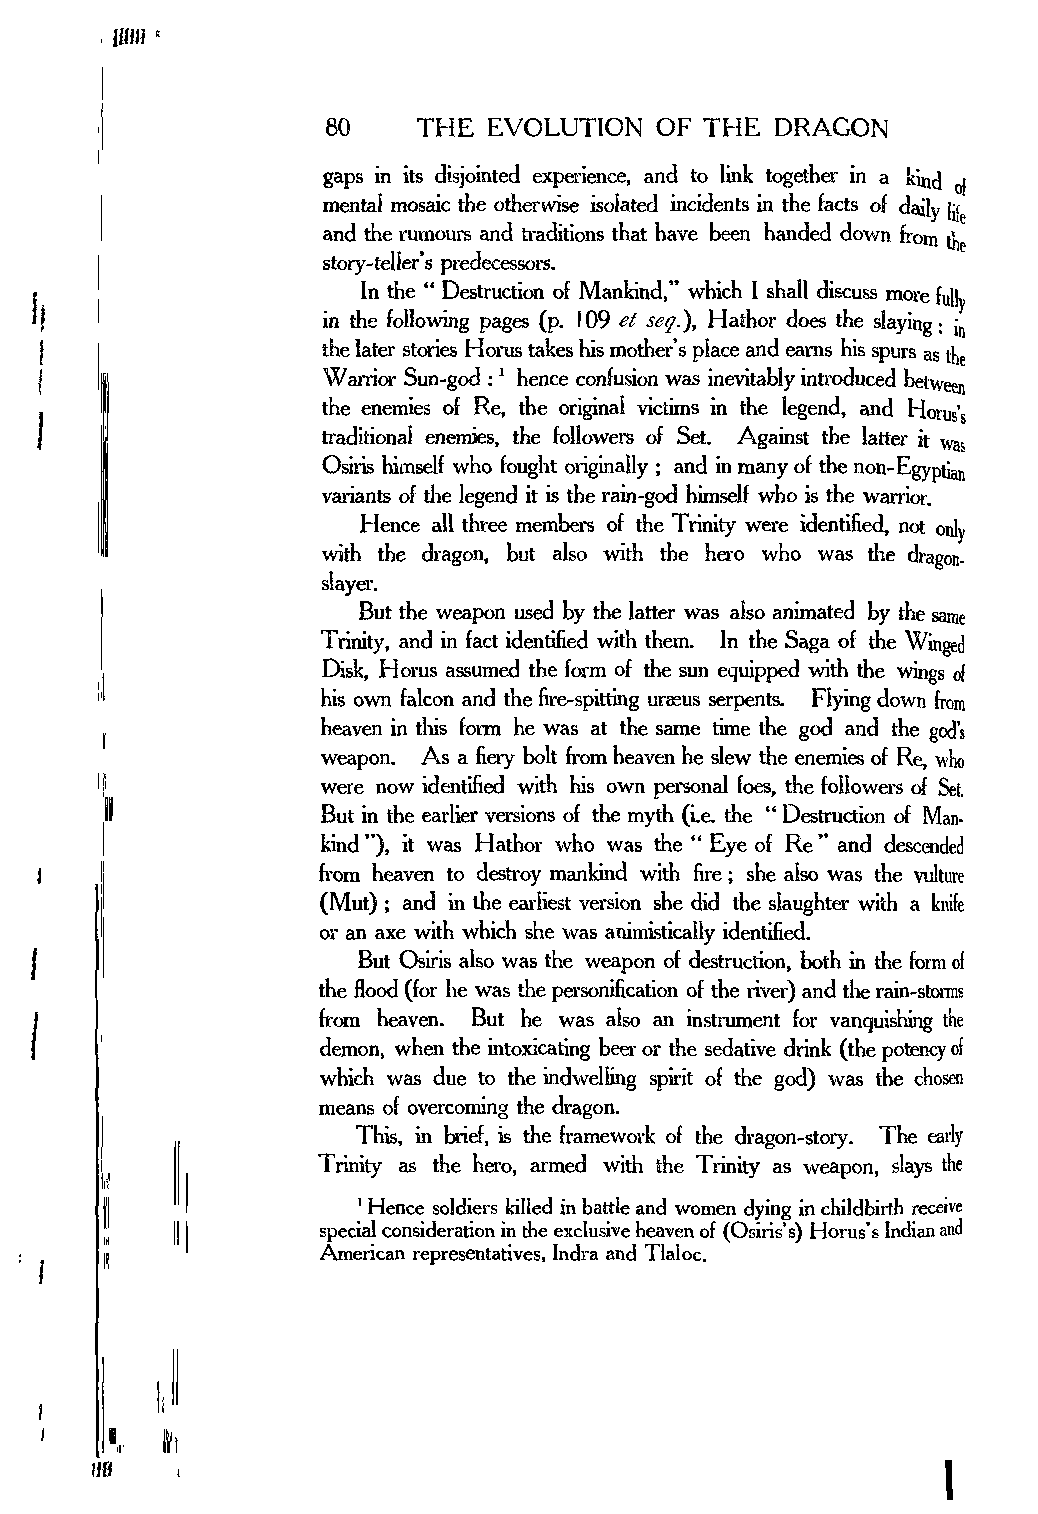 80 THE EVOLUTION OF THE DRAGON
gaps in its disjointed experience, and to link together in a kind of
mental mosaic the otherwise isolated incidents in the facts of daily life
and the rumours and traditions that have been handed down from the
story-teller's predecessors.
In the “ Destruction of Mankind,” which I shall discuss more fully
in the following pages (p. 109 et seq.), Hathor does the slaying : in
the later stories Horus takes his mother's place and earns his spurs as the
Warrior Sun-god : ¹ hence confusion was inevitably introduced between
the enemies of Re, the original victims in the legend, and Horus's
traditional enemies, the followers of Set. Against the latter it was
Osiris himself who fought originally ; and in many of the non-Egyptian
variants of the legend it is the rain-god himself who is the warrior.
Hence all three members of the Trinity were identified, not only
with the dragon, but also with the hero who was the dragon-
slayer.
But the weapon used by the latter was also animated by the same
Trinity, and in fact identified with them. In the Saga of the Winged
Disk, Horus assumed the form of the sun equipped with the wings of
his own falcon and the fire-spitting uræus serpents. Flying down from
heaven in this form he was at the same time the god and the god's
weapon. As a fiery bolt from heaven he slew the enemies of Re, who
were now identified with his own personal foes, the followers of Set.
But in the earlier versions of the myth (i.e. the “ Destruction of Man-
kind ”), it was Hathor who was the “ Eye of Re ” and descended
from heaven to destroy mankind with fire ; she also was the vulture
(Mut) ; and in the earliest version she did the slaughter with a knife
or an axe with which she was animistically identified.
But Osiris also was the weapon of destruction, both in the form of
the flood (for he was the personification of the river) and the rain-storms
from heaven. But he was also an instrument for vanquishing the
demon, when the intoxicating beer or the sedative drink (the potency of
which was due to the indwelling spirit of the god) was the chosen
means of overcoming the dragon.
This, in brief, is the framework of the dragon-story. The early
Trinity as the hero, armed with the Trinity as weapon, slays the
¹ Hence soldiers killed in battle and women dying in childbirth receive
special consideration in the exclusive heaven of (Osiris's) Horus's Indian and
American representatives, Indra and Tlaloc.